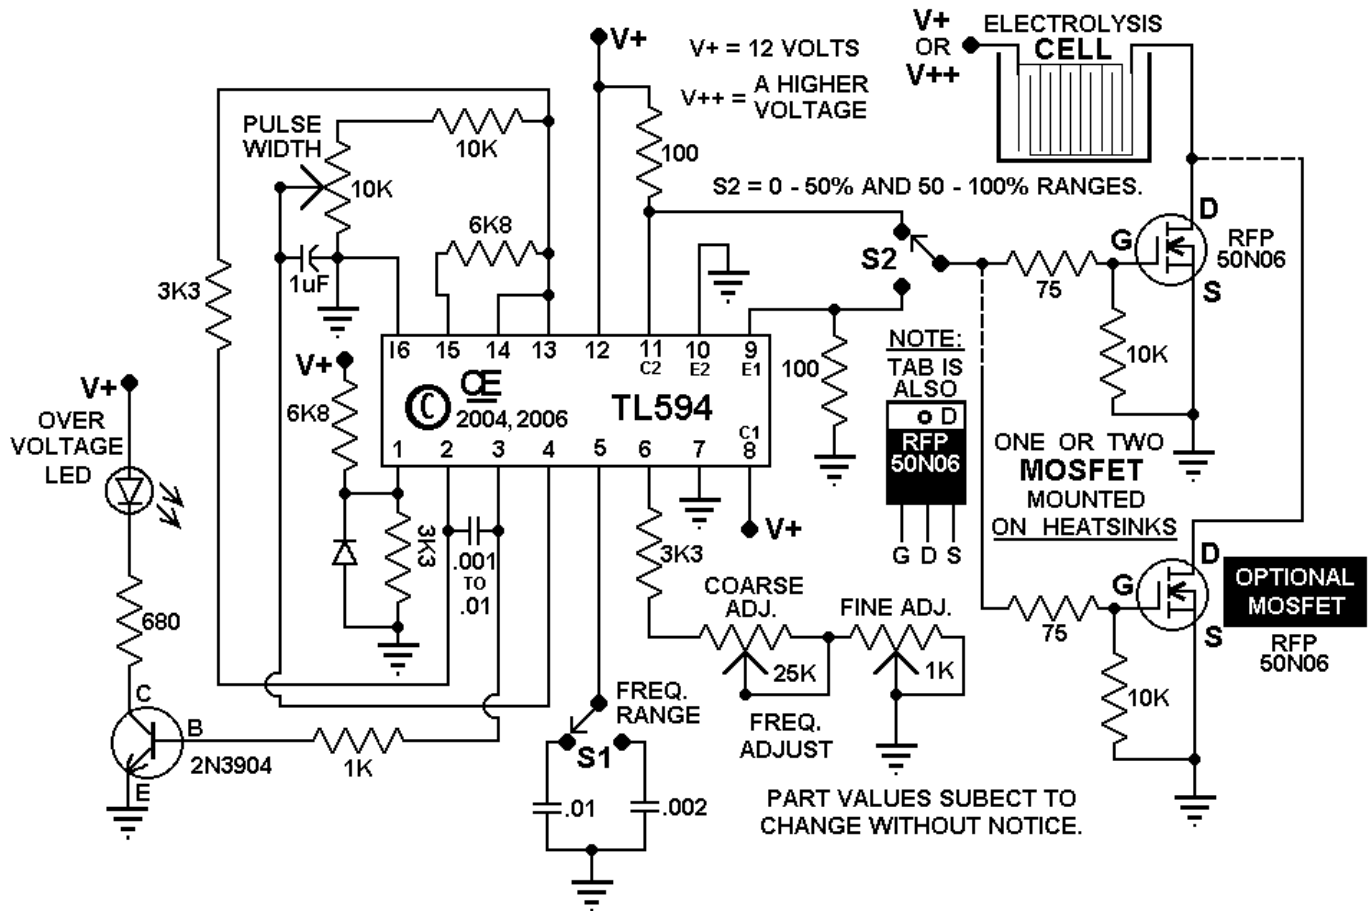 V+
V+ = 12 VOLTS
V++ = A HIGHER
VOLTAGE
V+
OR
V++
ELECTROLYSIS
CELL
PULSE
WIDTH
10K
10K
100
S2 = 0 - 50% AND 50 - 100% RANGES.
6K8
1uF
3K3
S2
75
G
D
S
RFP
50N06
10K
16 15 14 13 12 11 10 9
C2 E2 E1
V+
6K8
C
OE
2004, 2006
TL594
C1
1 2 3 4 5 6 7 8
100
NOTE:
TAB IS
ALSO
D
RFP
50N06
G D S
ONE OR TWO
MOSFET
MOUNTED
ON HEATSINKS
V+
OVER
VOLTAGE
LED
3K3
.001
TO
.01
3K3
V+
COARSE
ADJ.
25K
FINE ADJ.
1K
FREQ.
ADJUST
75
G
D
S
OPTIONAL
MOSFET
RFP
50N06
10K
680
C
B
E
2N3904
1K
FREQ.
RANGE
S1
.01
.002
PART VALUES SUBECT TO
CHANGE WITHOUT NOTICE.